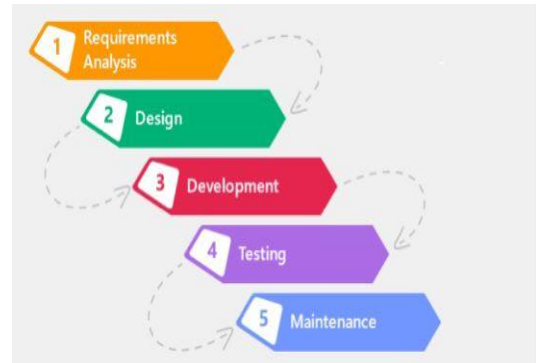 1 Requirements
Analysis
2 Design
3 Development
4 Testing
5 Maintenance